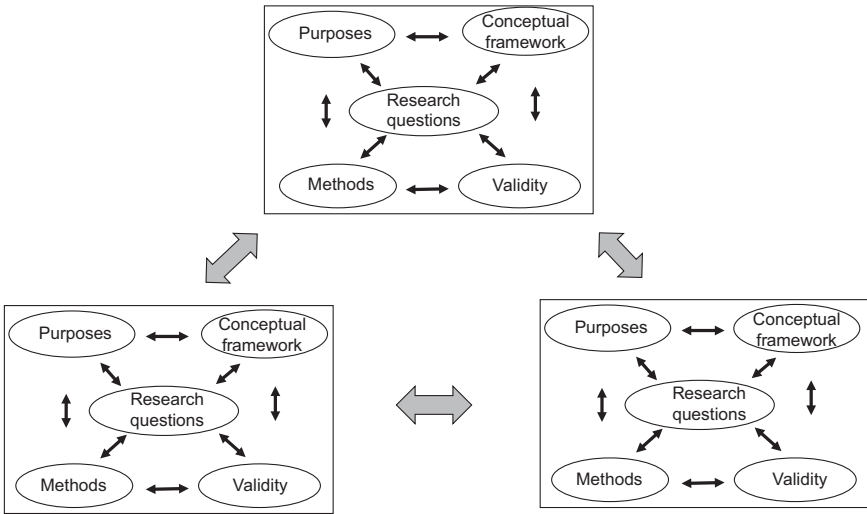 Purposes
Conceptual
framework
Research
questions
Methods
Validity
Purposes
Conceptual
framework
Research
questions
Methods
Validity
Purposes
Conceptual
framework
Research
questions
Methods
Validity